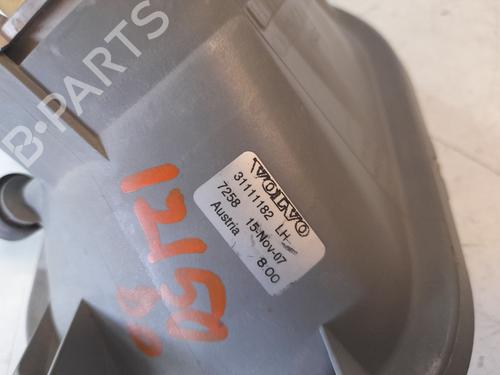 B-PARTS
VOLVO
31111182 LH
7258 15-Nov-07
Austria 8:00